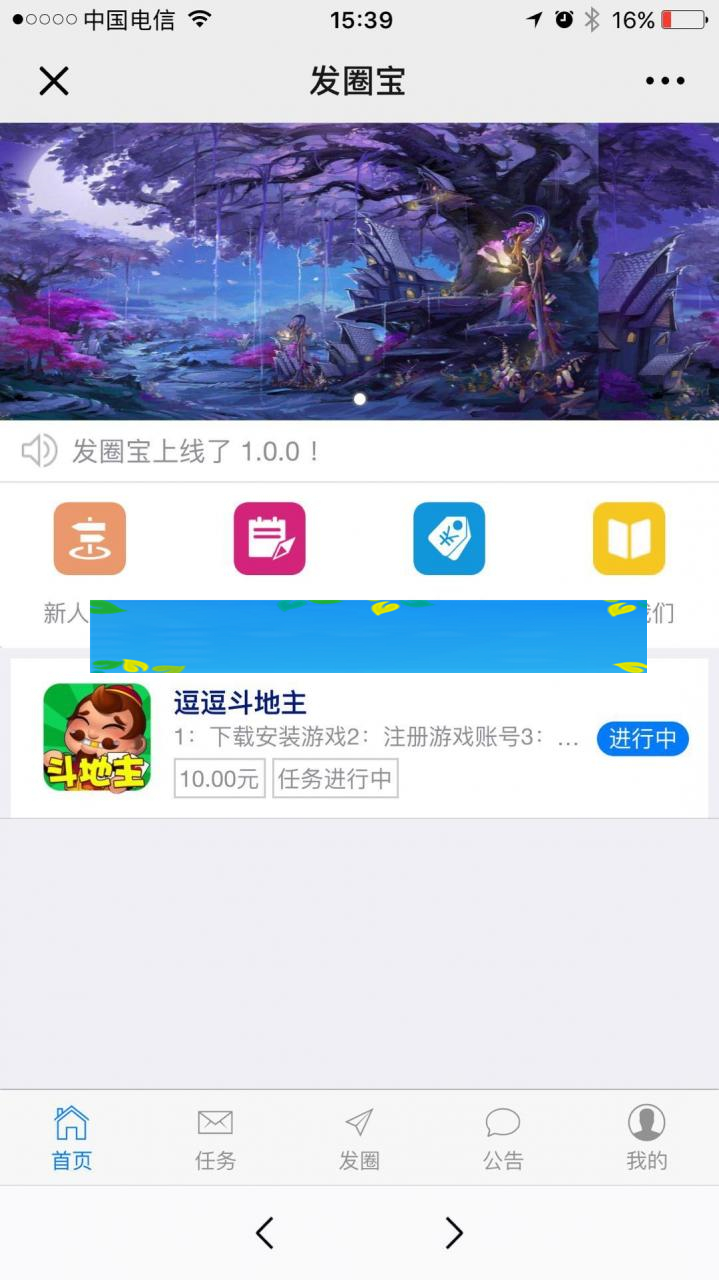 中国电信 15:39 16%
发圈宝
发圈宝上线了 1.0.0！
新人 们
逗逗斗地主
1：下载安装游戏2：注册游戏账号3：...
进行中
斗地主
10.00元 任务进行中
首页 任务 发圈 公告 我的